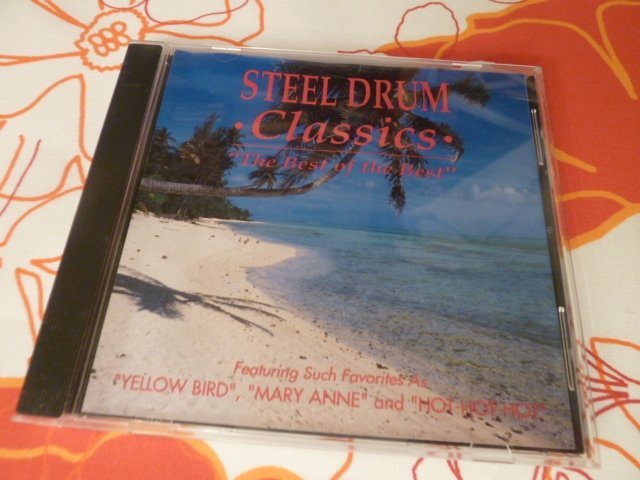 STEEL DRUM
·Classics·
"The Best of the Best"
Featuring Such Favorites As
"YELLOW BIRD", "MARY ANNE" and "HOT-HOT-HOT"